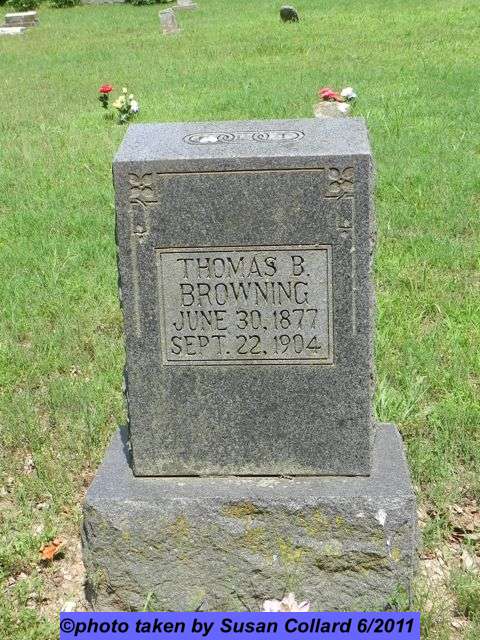 THOMAS B.
BROWNING
JUNE 30, 1877
SEPT. 22, 1904
©photo taken by Susan Collard 6/2011